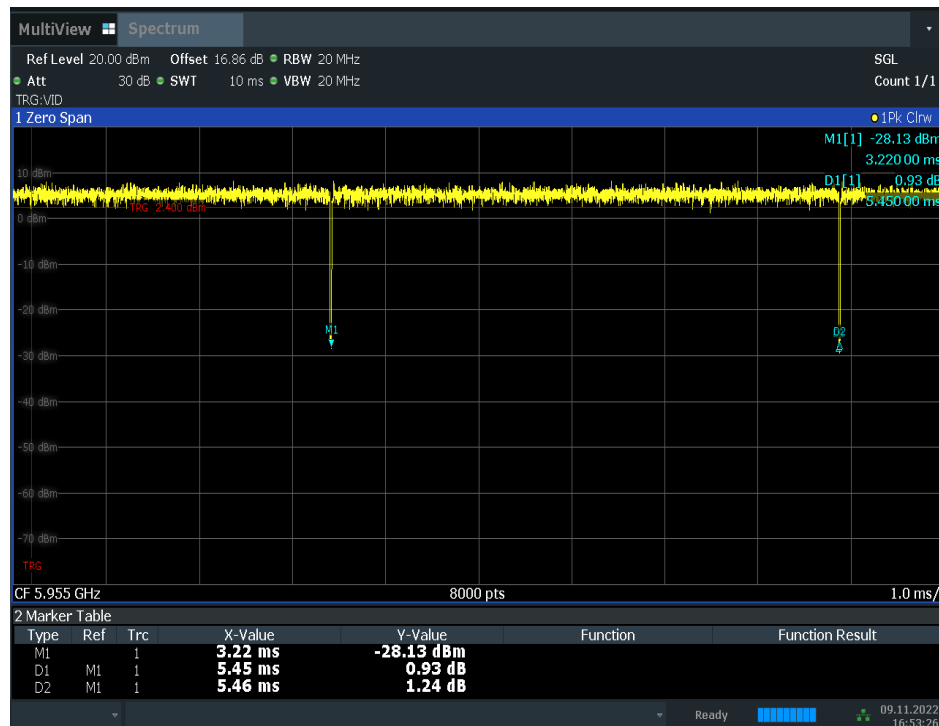 MultiView Spectrum
Ref Level 20.00 dBm Offset 16.86 dB RBW 20 MHz SGL
Att 30 dB SWT 10 ms VBW 20 MHz Count 1/1
TRG:VID
1 Zero Span 1Pk Clrw
M1[1] -28.13 dBm
3.22000 ms
10 dBm
D1[1] 0.93 dB
5.45000 ms
TRG 2.400 dBm
0 dBm
-10 dBm
-20 dBm
M1 D2
-30 dBm
-40 dBm
-50 dBm
-60 dBm
-70 dBm
TRG
CF 5.955 GHz 8000 pts 1.0 ms/
2 Marker Table
Type Ref Trc X-Value Y-Value Function Function Result
M1 1 3.22 ms -28.13 dBm
D1 M1 1 5.45 ms 0.93 dB
D2 M1 1 5.46 ms 1.24 dB
Ready 09.11.2022
16:53:26